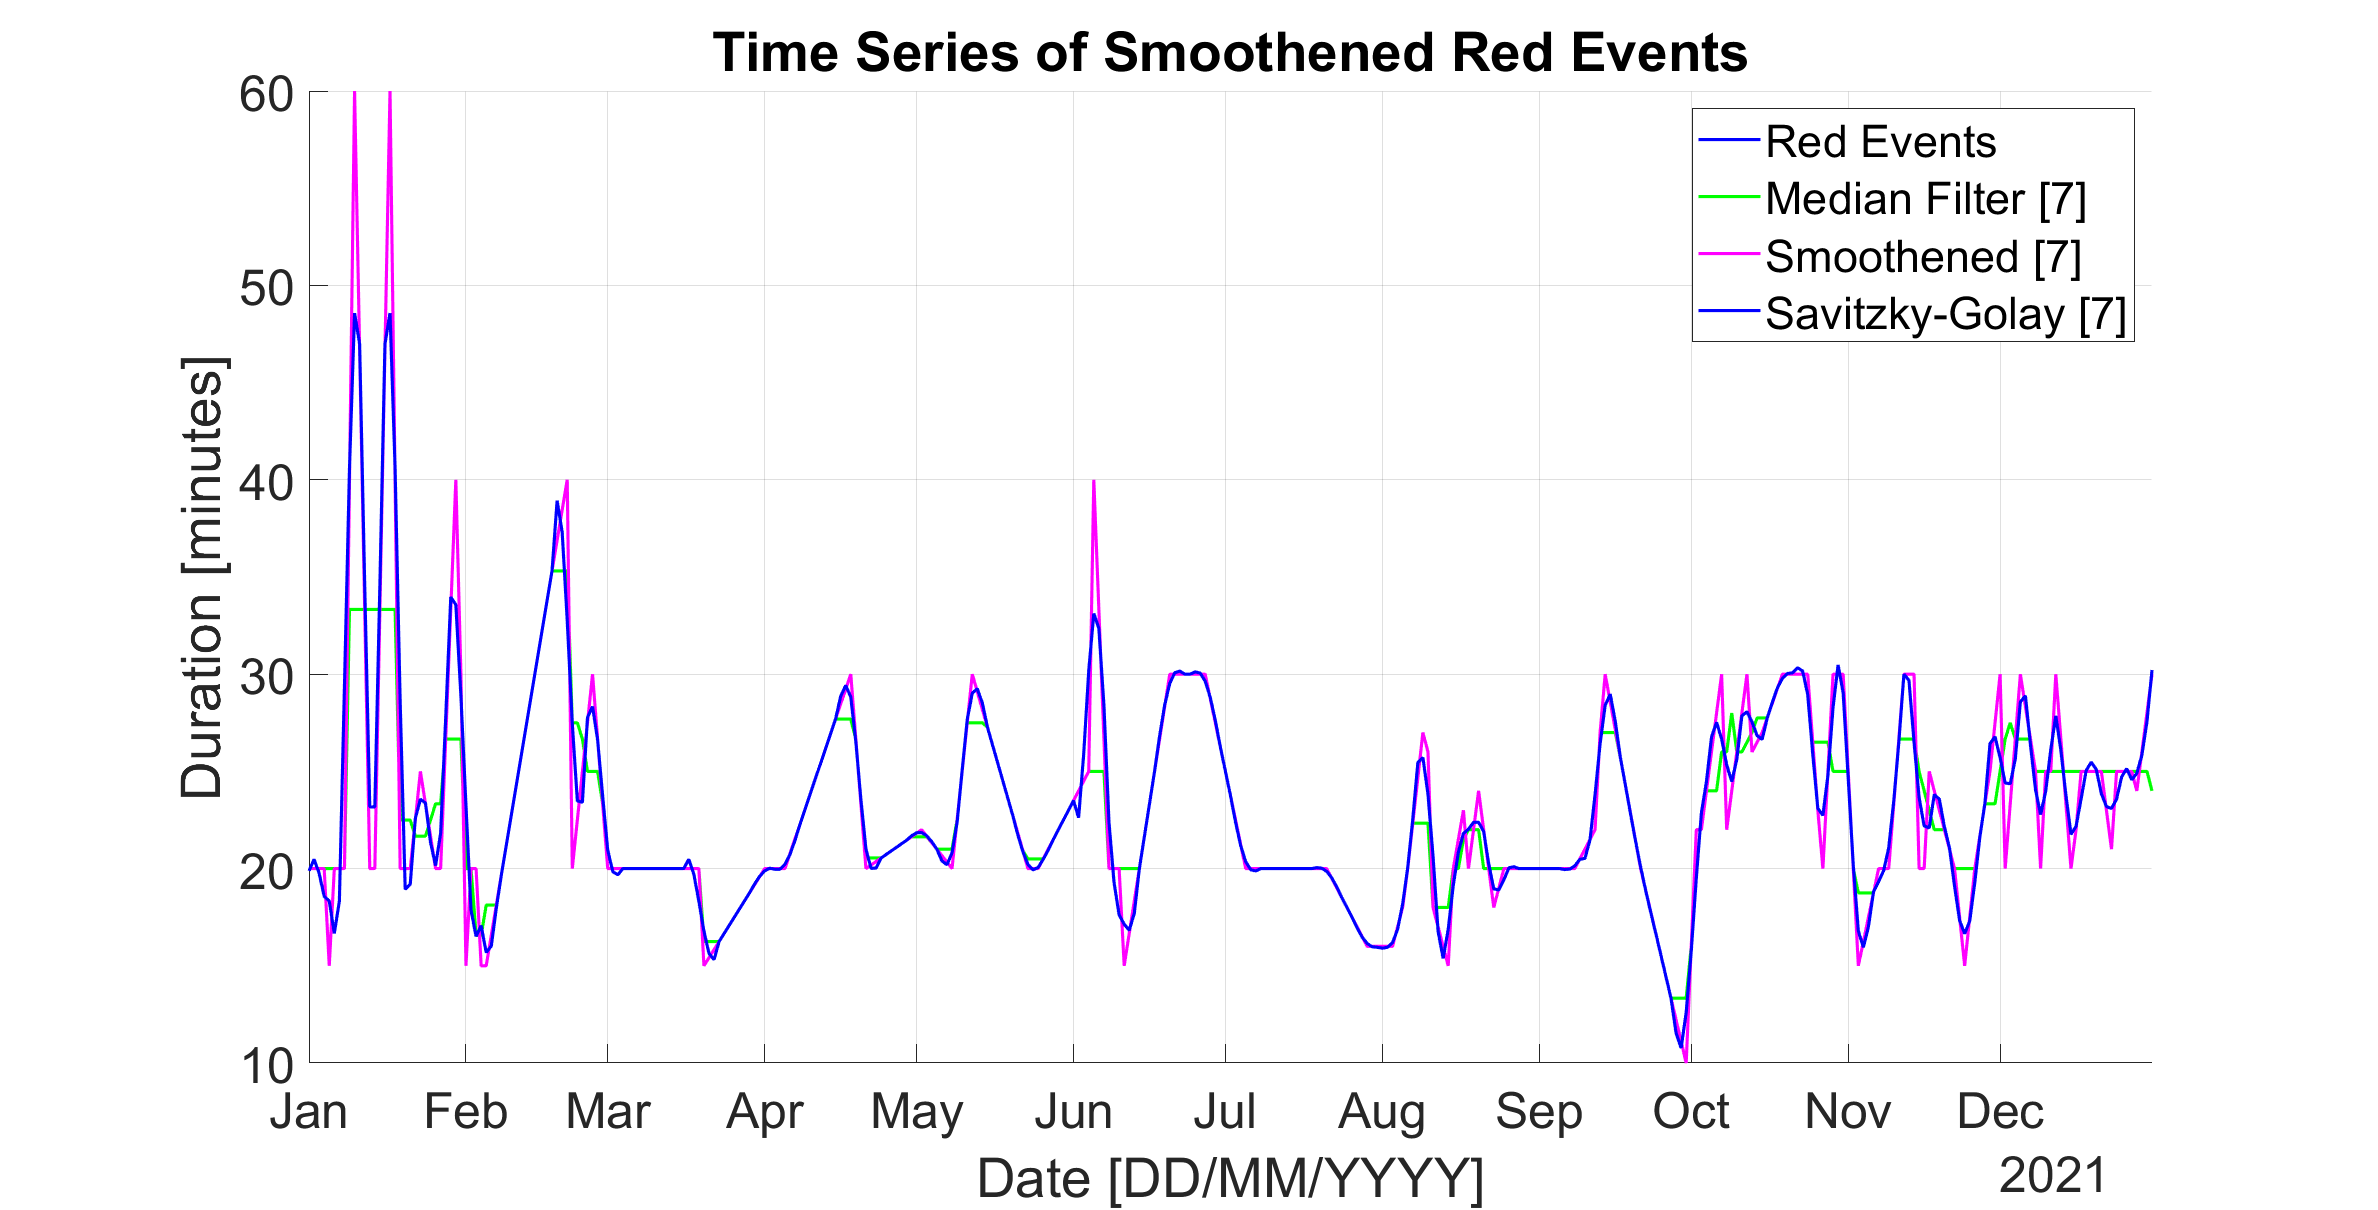 Time Series of Smoothened Red Events
60
50
40
30
20
10
Duration [minutes]
Red Events
Median Filter [7]
Smoothened [7]
Savitzky-Golay [7]
Jan Feb Mar Apr May Jun Jul Aug Sep Oct Nov Dec
Date [DD/MM/YYYY]
2021